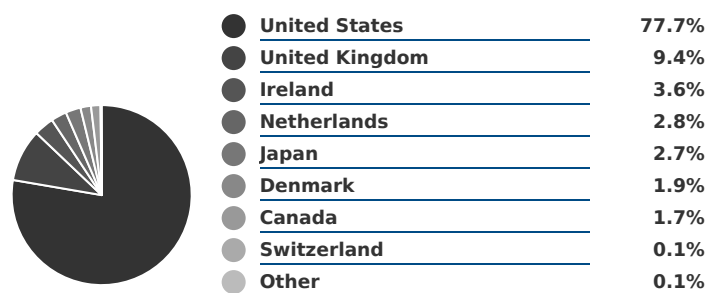 United States 77.7%
United Kingdom 9.4%
Ireland 3.6%
Netherlands 2.8%
Japan 2.7%
Denmark 1.9%
Canada 1.7%
Switzerland 0.1%
Other 0.1%